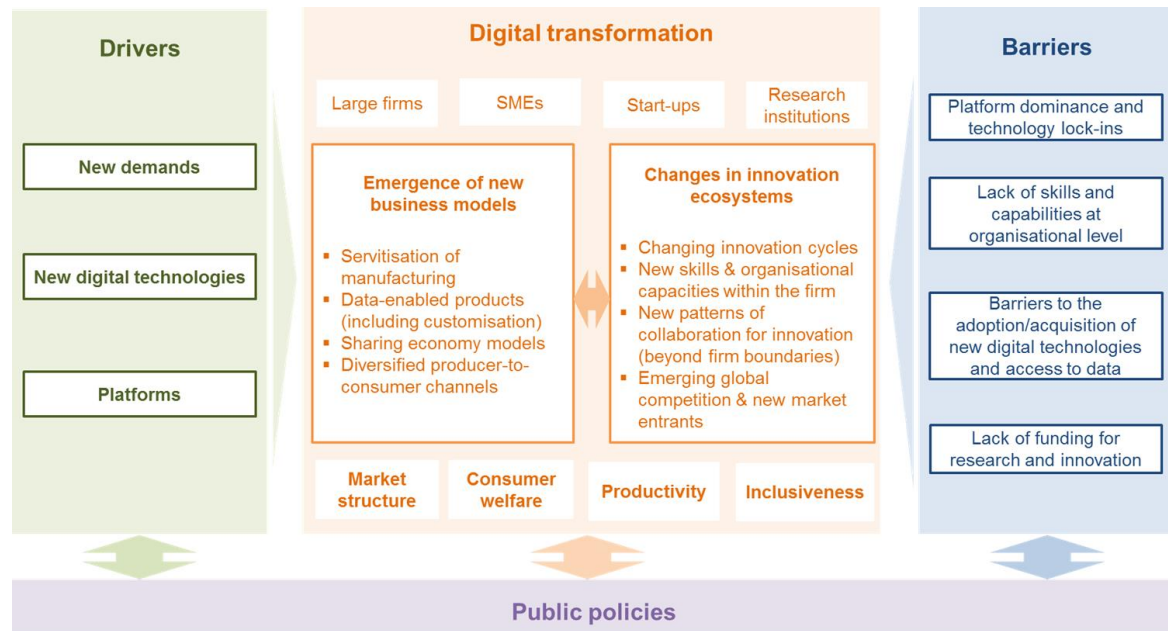 Drivers
New demands
New digital technologies
Platforms
Digital transformation
Large firms
SMEs
Start-ups
Research
institutions
Emergence of new
business models
▪ Servitisation of
manufacturing
▪ Data-enabled products
(including customisation)
▪ Sharing economy models
▪ Diversified producer-to-
consumer channels
Changes in innovation
ecosystems
▪ Changing innovation cycles
▪ New skills & organisational
capacities within the firm
▪ New patterns of
collaboration for innovation
(beyond firm boundaries)
▪ Emerging global
competition & new market
entrants
Market
structure
Consumer
welfare
Productivity
Inclusiveness
Barriers
Platform dominance and
technology lock-ins
Lack of skills and
capabilities at
organisational level
Barriers to the
adoption/acquisition of
new digital technologies
and access to data
Lack of funding for
research and innovation
Public policies